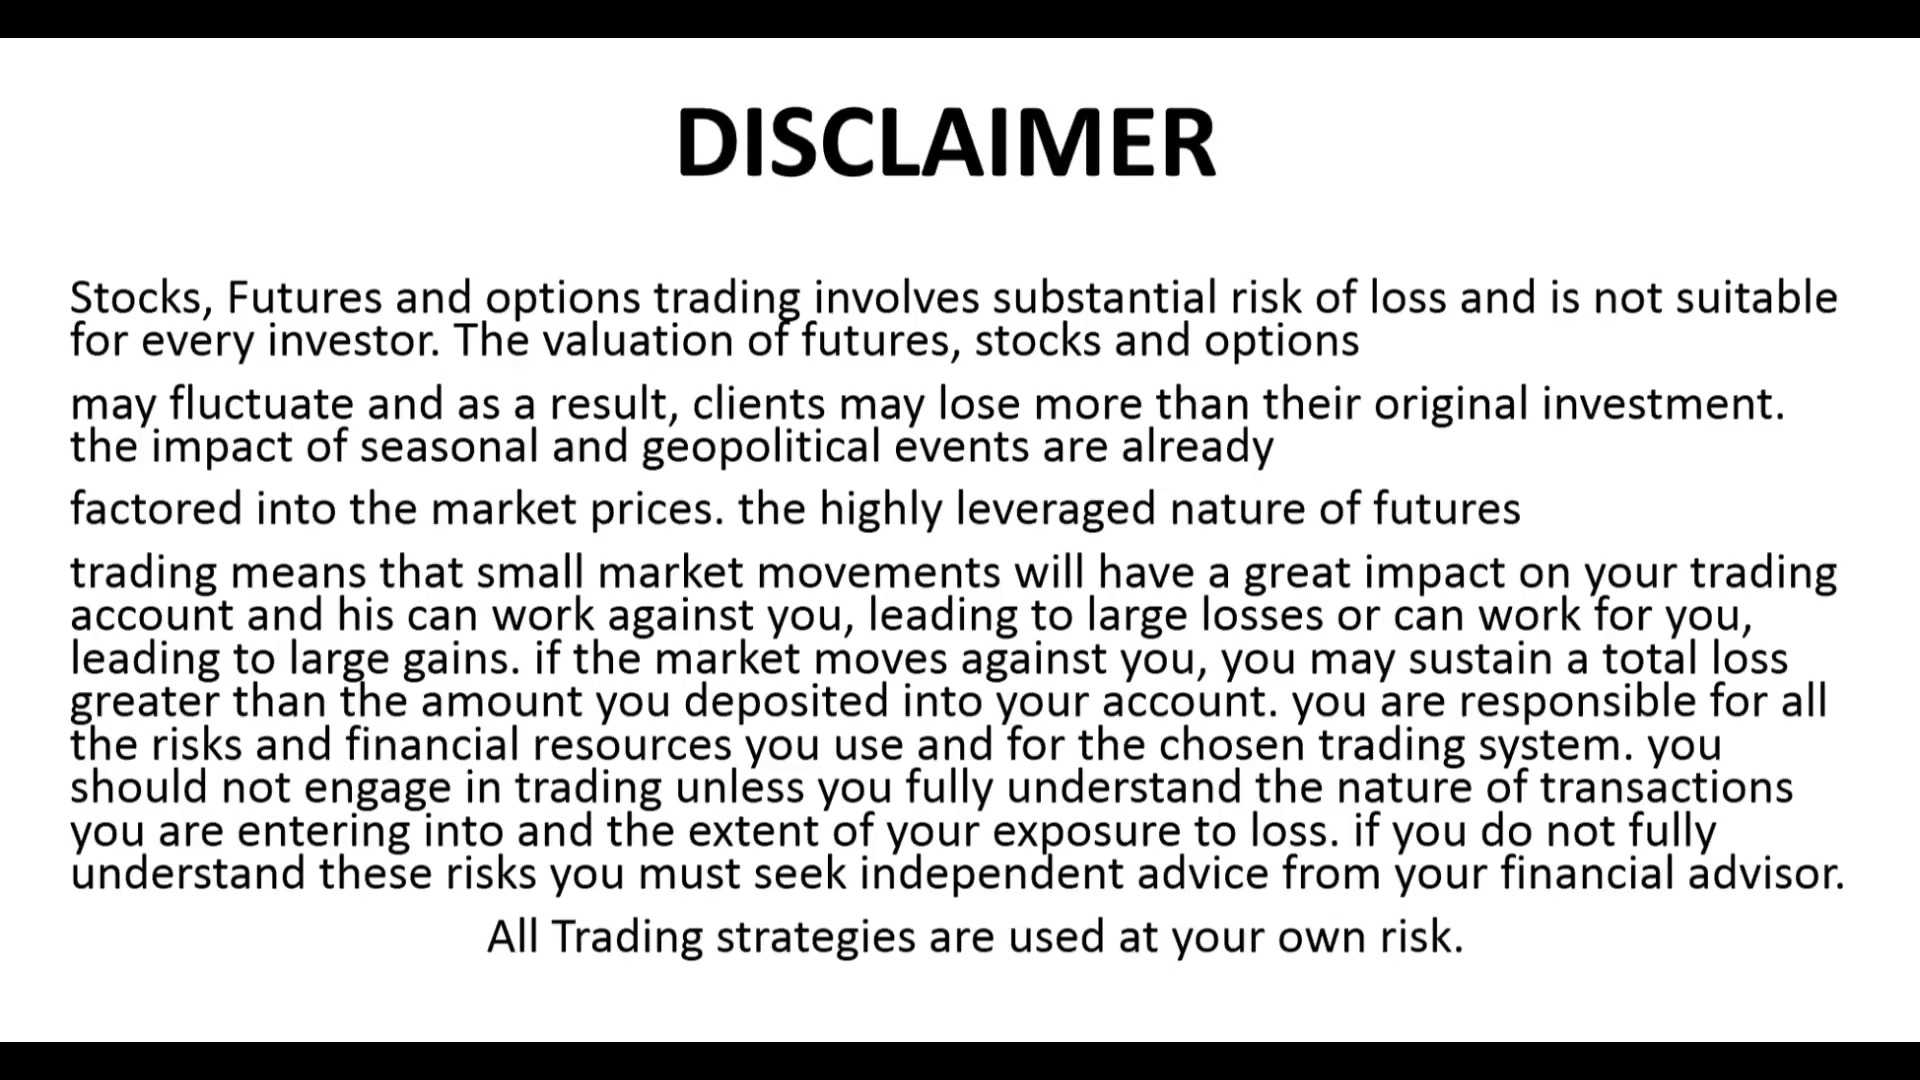 DISCLAIMER
Stocks, Futures and options trading involves substantial risk of loss and is not suitable
for every investor. The valuation of futures, stocks and options
may fluctuate and as a result, clients may lose more than their original investment.
the impact of seasonal and geopolitical events are already
factored into the market prices. the highly leveraged nature of futures
trading means that small market movements will have a great impact on your trading
account and his can work against you, leading to large losses or can work for you,
leading to large gains. if the market moves against you, you may sustain a total loss
greater than the amount you deposited into your account. you are responsible for all
the risks and financial resources you use and for the chosen trading system. you
should not engage in trading unless you fully understand the nature of transactions
you are entering into and the extent of your exposure to loss. if you do not fully
understand these risks you must seek independent advice from your financial advisor.
All Trading strategies are used at your own risk.